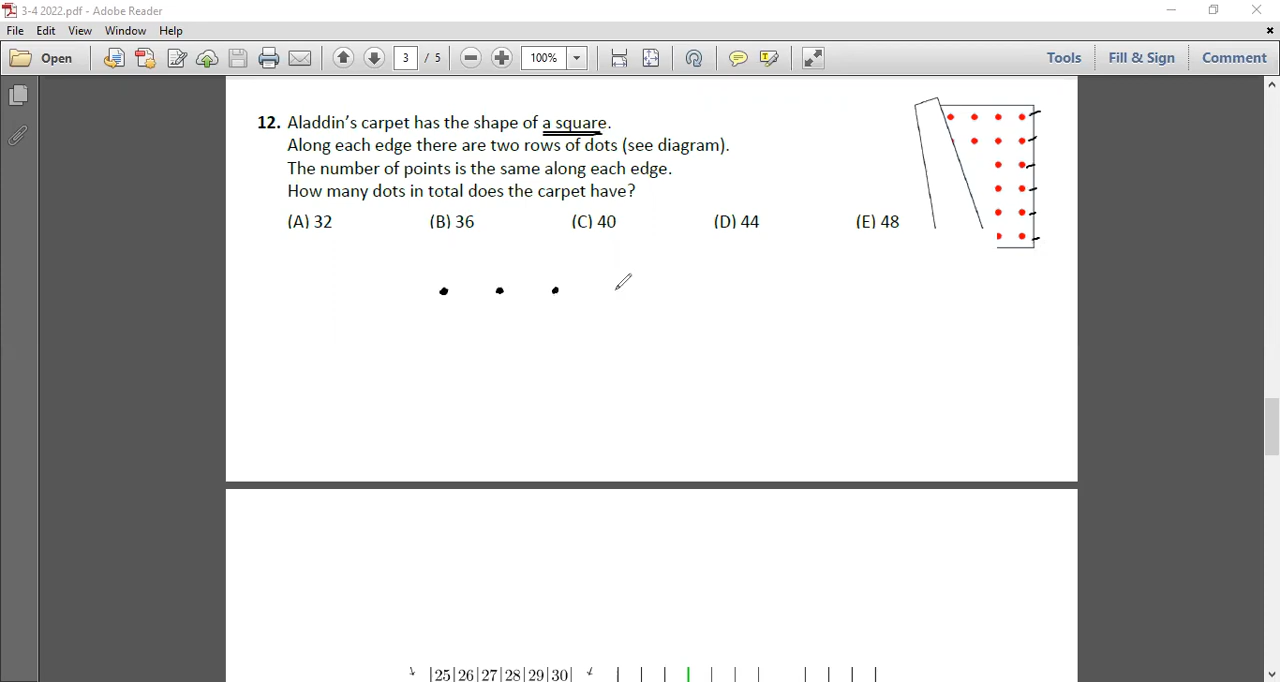 3-4 2022.pdf - Adobe Reader
File Edit View Window Help
Open 3 / 5 100% Tools Fill & Sign Comment
12. Aladdin's carpet has the shape of a square.
Along each edge there are two rows of dots (see diagram).
The number of points is the same along each edge.
How many dots in total does the carpet have?
(A) 32 (B) 36 (C) 40 (D) 44 (E) 48
|25|26|27|28|29|30|